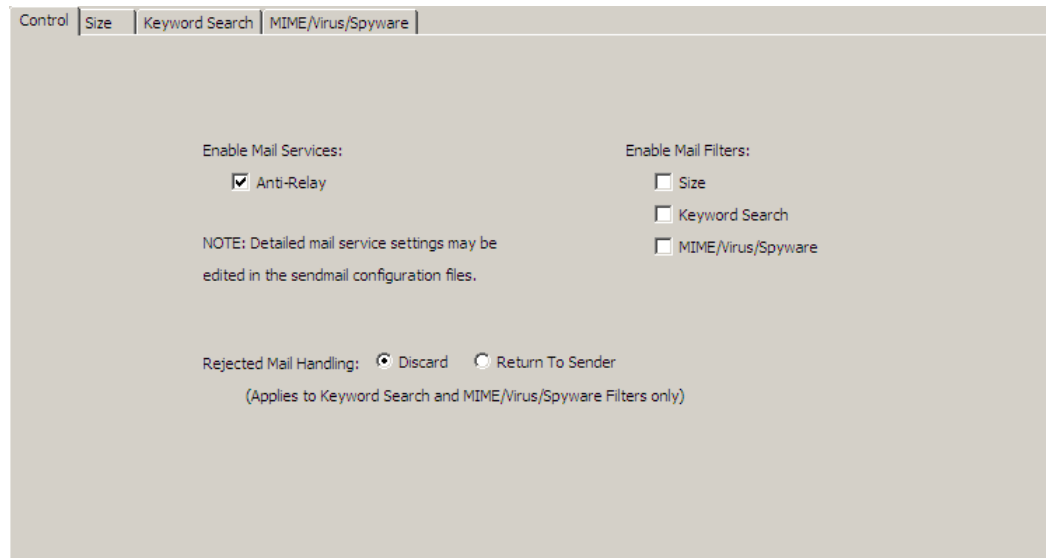 Control Size Keyword Search MIME/Virus/Spyware
Enable Mail Services:
Anti-Relay
NOTE: Detailed mail service settings may be
edited in the sendmail configuration files.
Enable Mail Filters:
Size
Keyword Search
MIME/Virus/Spyware
Rejected Mail Handling: Discard Return To Sender
(Applies to Keyword Search and MIME/Virus/Spyware Filters only)